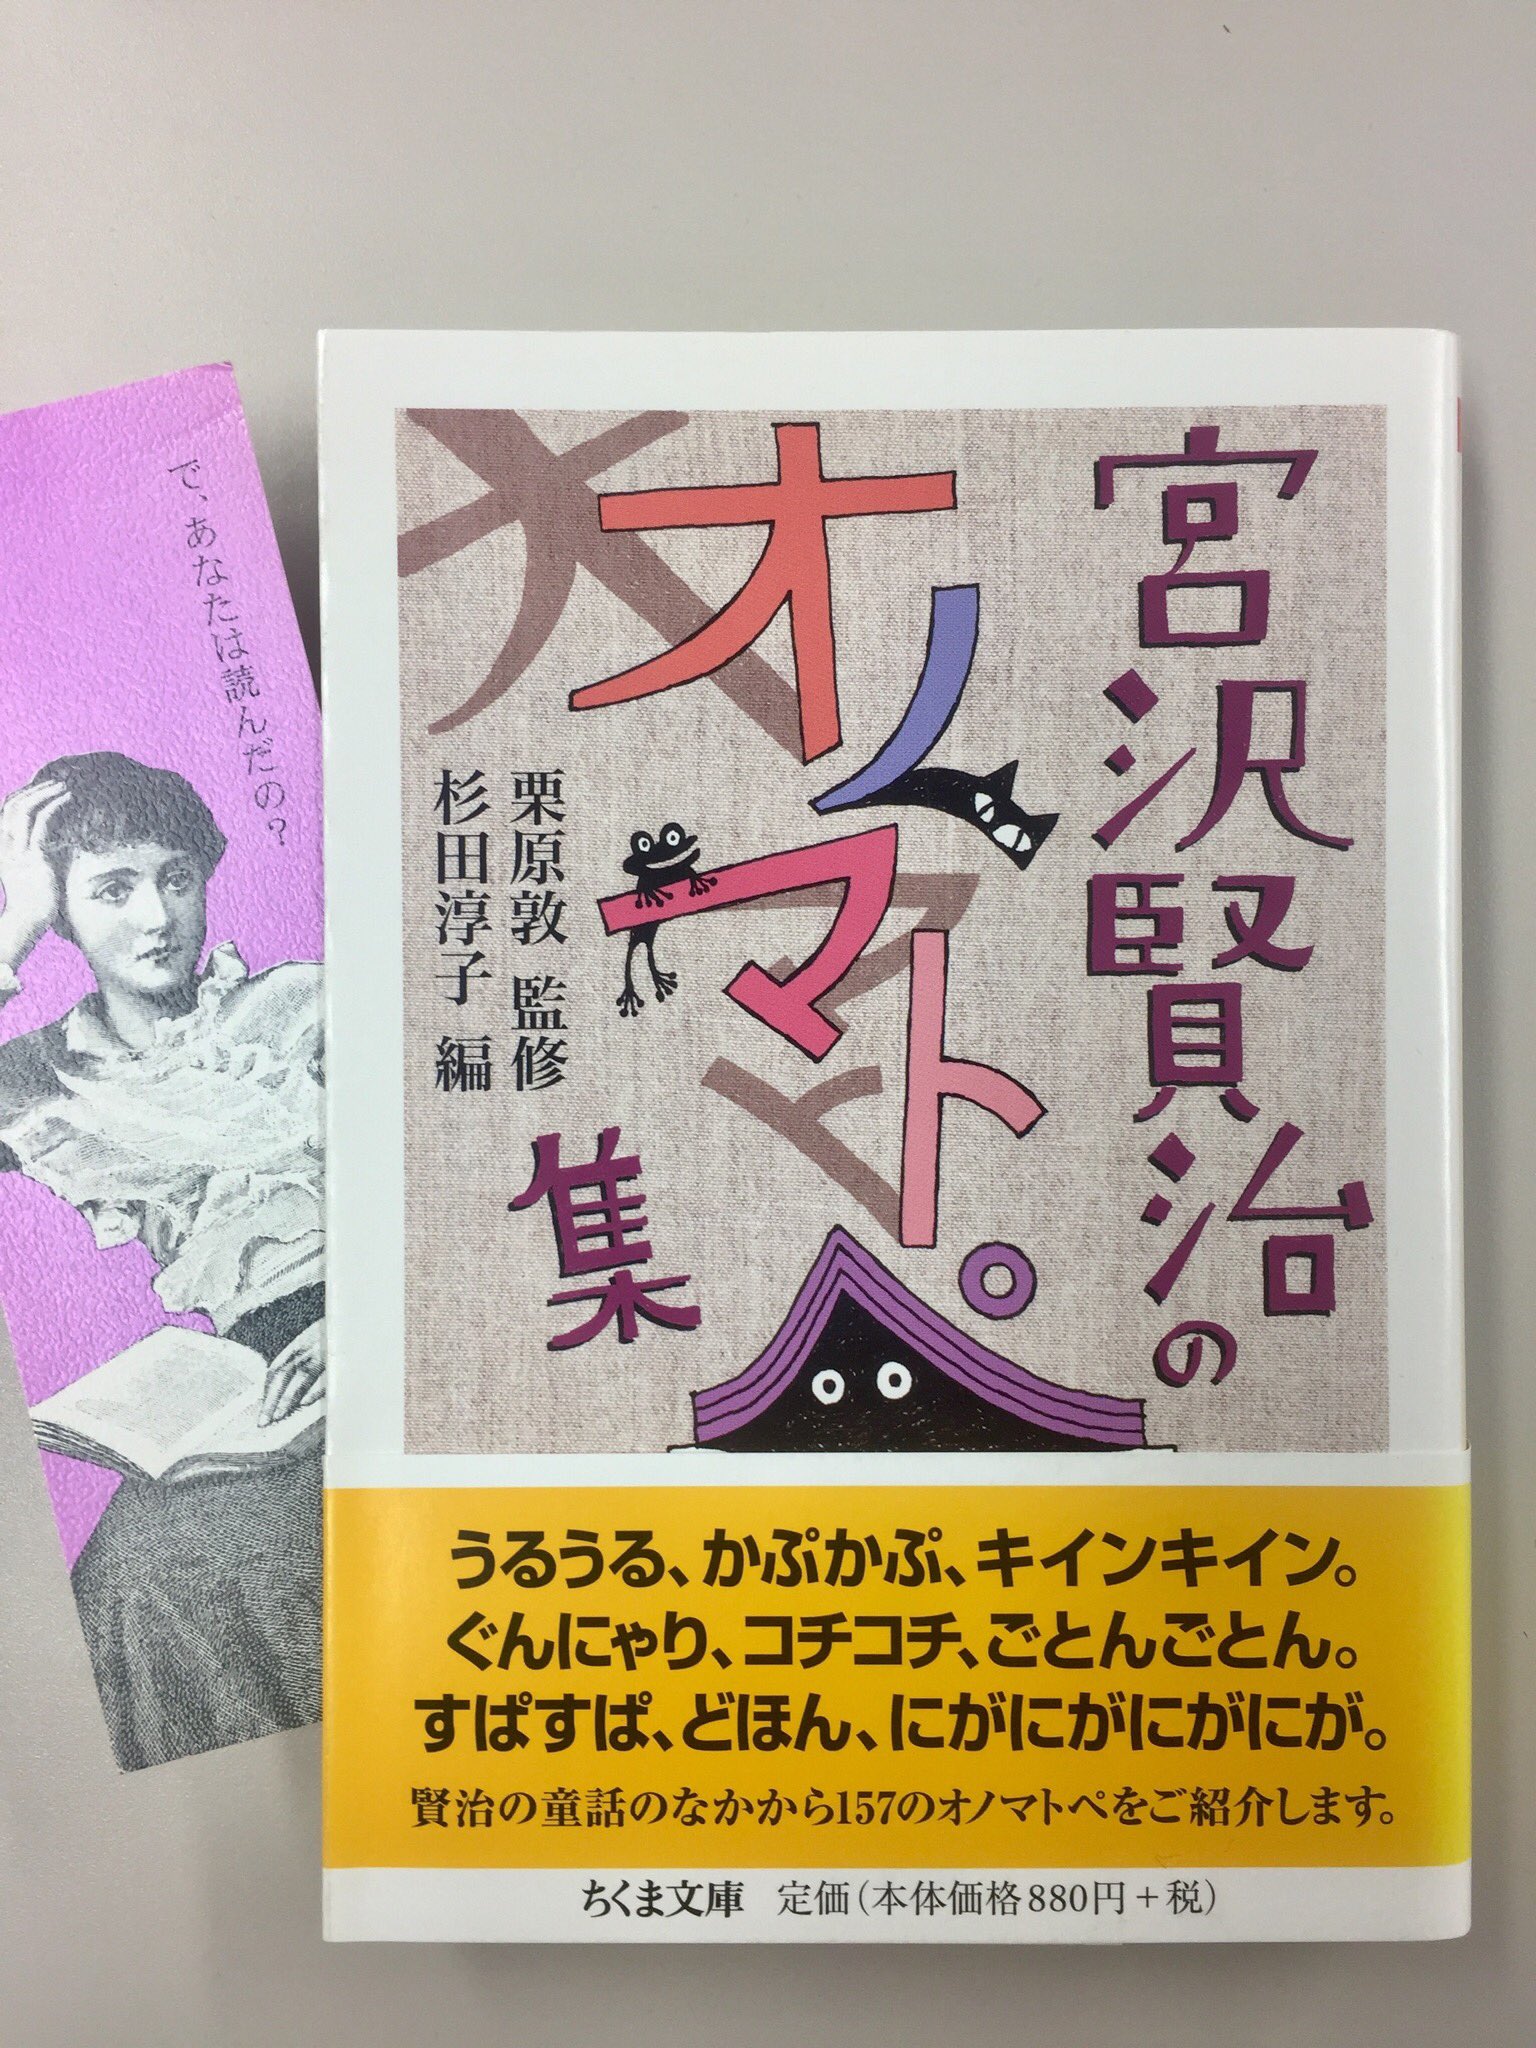 宮沢賢治の
オノマトペ。
集
栗原敦 監修
杉田淳子 編
うるうる、かぷかぷ、キインキイン。
ぐんにゃり、コチコチ、ごとんごとん。
すぱすぱ、どほん、にがにがにがにが。
賢治の童話のなかから157のオノマトペをご紹介します。
ちくま文庫 定価(本体価格880円+税)
で、あなたは読んだの?